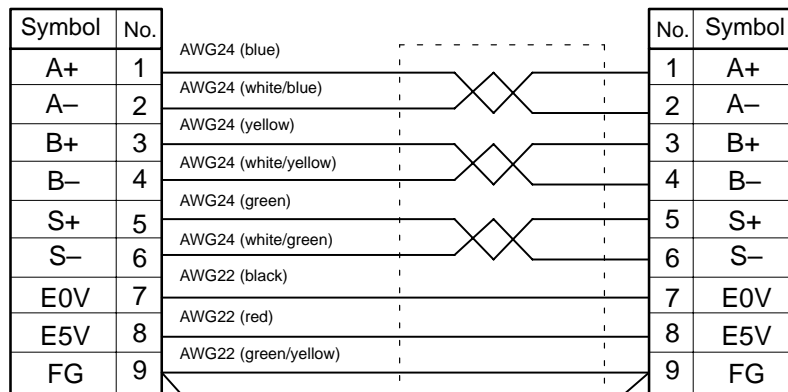 Symbol No. No. Symbol
AWG24 (blue)
A+ 1 1 A+
AWG24 (white/blue)
A– 2 2 A–
AWG24 (yellow)
B+ 3 3 B+
AWG24 (white/yellow)
B– 4 4 B–
AWG24 (green)
S+ 5 5 S+
AWG24 (white/green)
S– 6 6 S–
AWG22 (black)
E0V 7 7 E0V
AWG22 (red)
E5V 8 8 E5V
AWG22 (green/yellow)
FG 9 9 FG